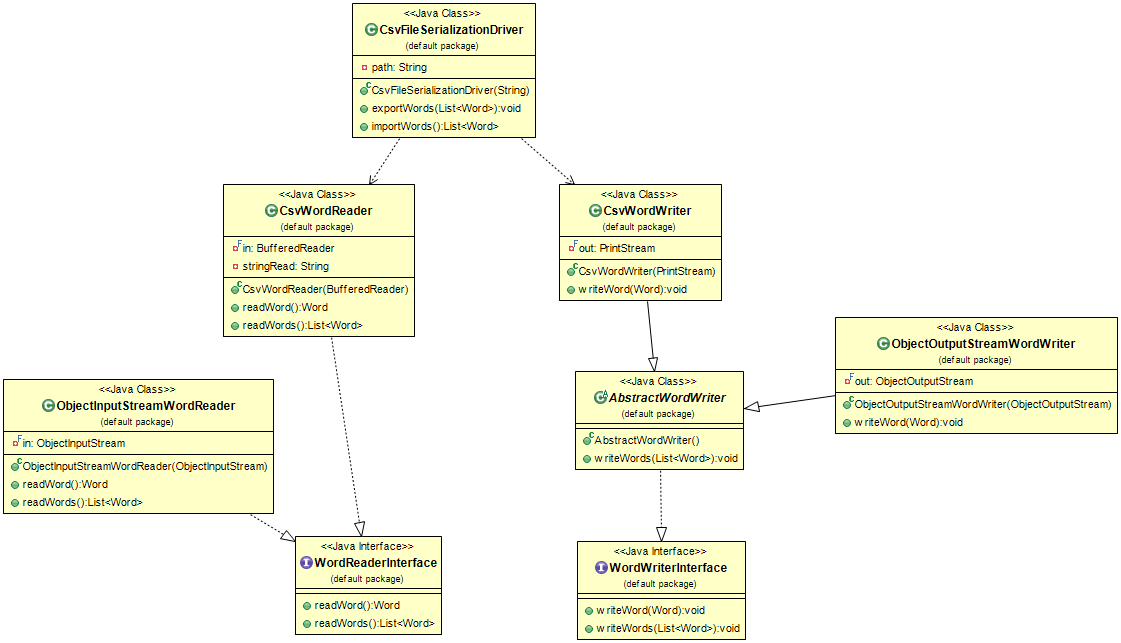 <<Java Class>>
CsvFileSerializationDriver
(default package)
path: String
CsvFileSerializationDriver(String)
exportWords(List<Word>):void
importWords():List<Word>
<<Java Class>>
CsvWordReader
(default package)
in: BufferedReader
stringRead: String
CsvWordReader(BufferedReader)
readWord():Word
readWords():List<Word>
<<Java Class>>
CsvWordWriter
(default package)
out: PrintStream
CsvWordWriter(PrintStream)
writeWord(Word):void
<<Java Class>>
ObjectOutputStreamWordWriter
(default package)
out: ObjectOutputStream
ObjectOutputStreamWordWriter(ObjectOutputStream)
writeWord(Word):void
<<Java Class>>
ObjectInputStreamWordReader
(default package)
in: ObjectInputStream
ObjectInputStreamWordReader(ObjectInputStream)
readWord():Word
readWords():List<Word>
<<Java Class>>
AbstractWordWriter
(default package)
AbstractWordWriter()
writeWords(List<Word>):void
<<Java Interface>>
WordReaderInterface
(default package)
readWord():Word
readWords():List<Word>
<<Java Interface>>
WordWriterInterface
(default package)
writeWord(Word):void
writeWords(List<Word>):void